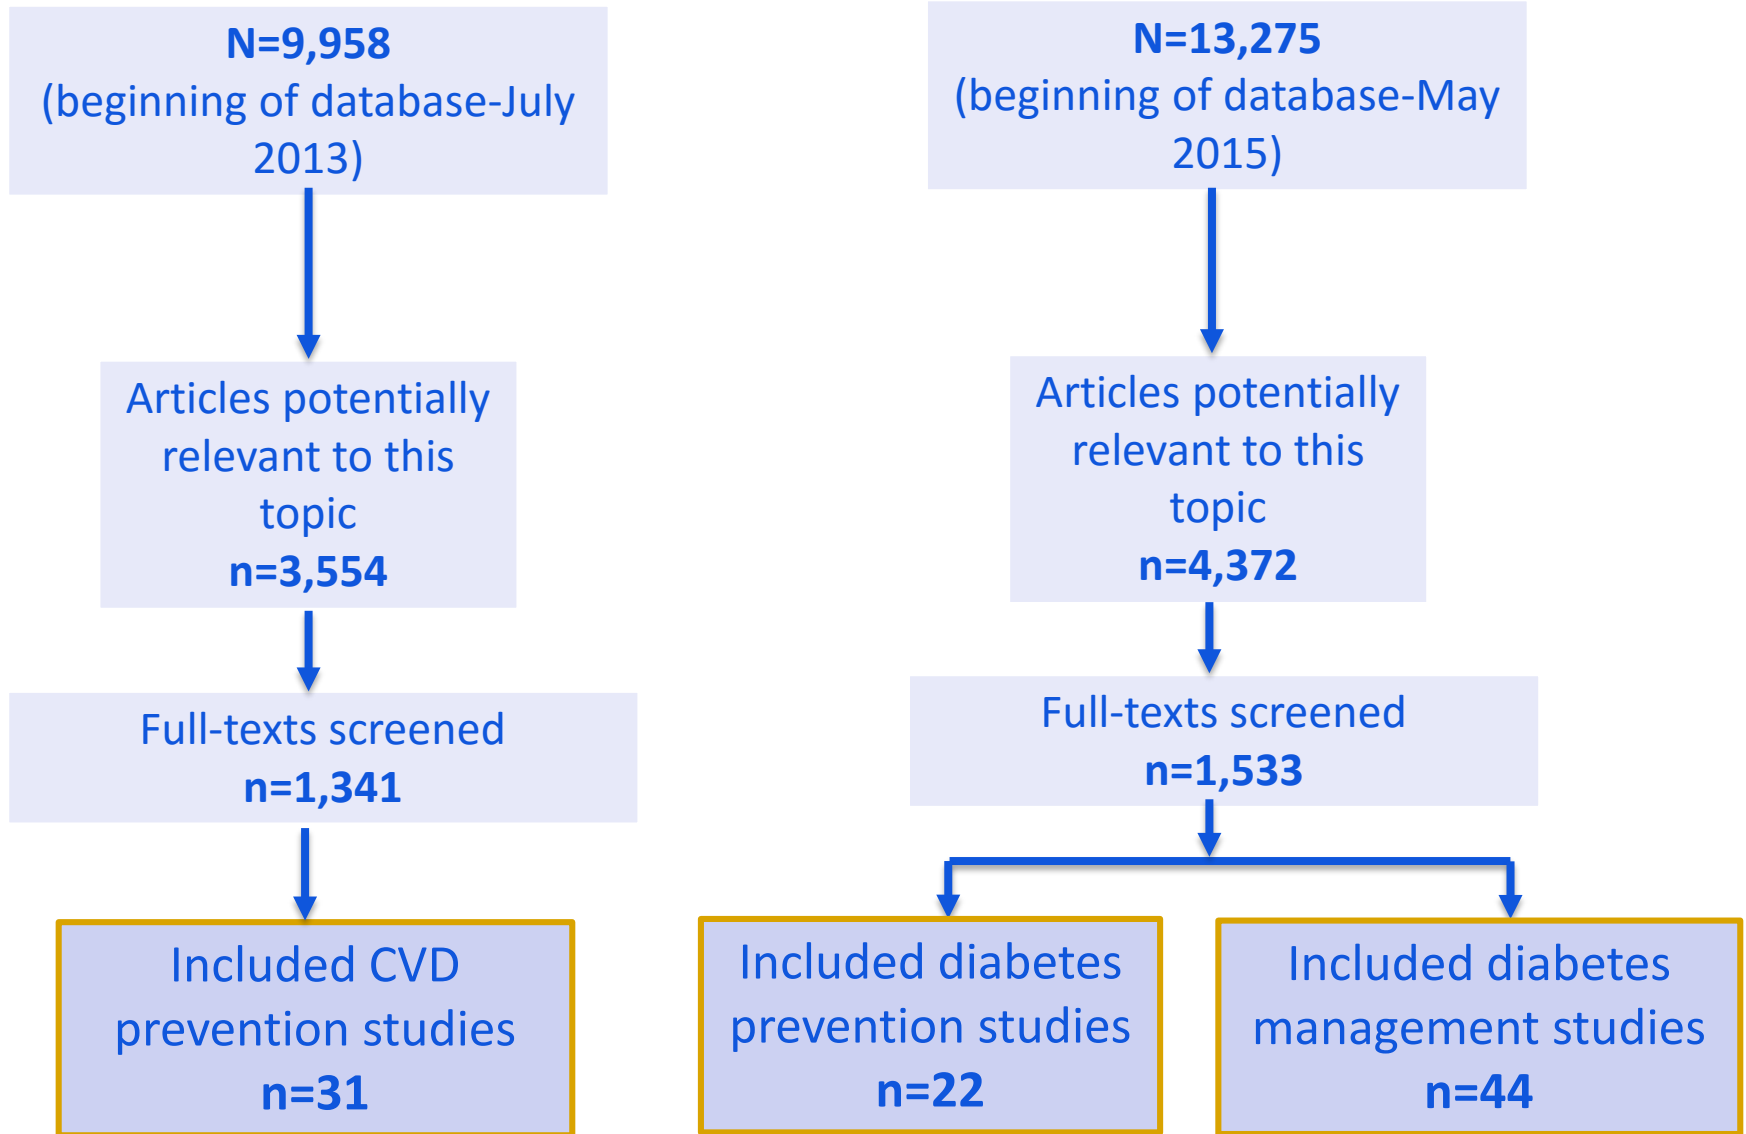 N=9,958
(beginning of database-July
2013)
Articles potentially
relevant to this
topic
n=3,554
Full-texts screened
n=1,341
Included CVD
prevention studies
n=31
N=13,275
(beginning of database-May
2015)
Articles potentially
relevant to this
topic
n=4,372
Full-texts screened
n=1,533
Included diabetes
prevention studies
n=22
Included diabetes
management studies
n=44